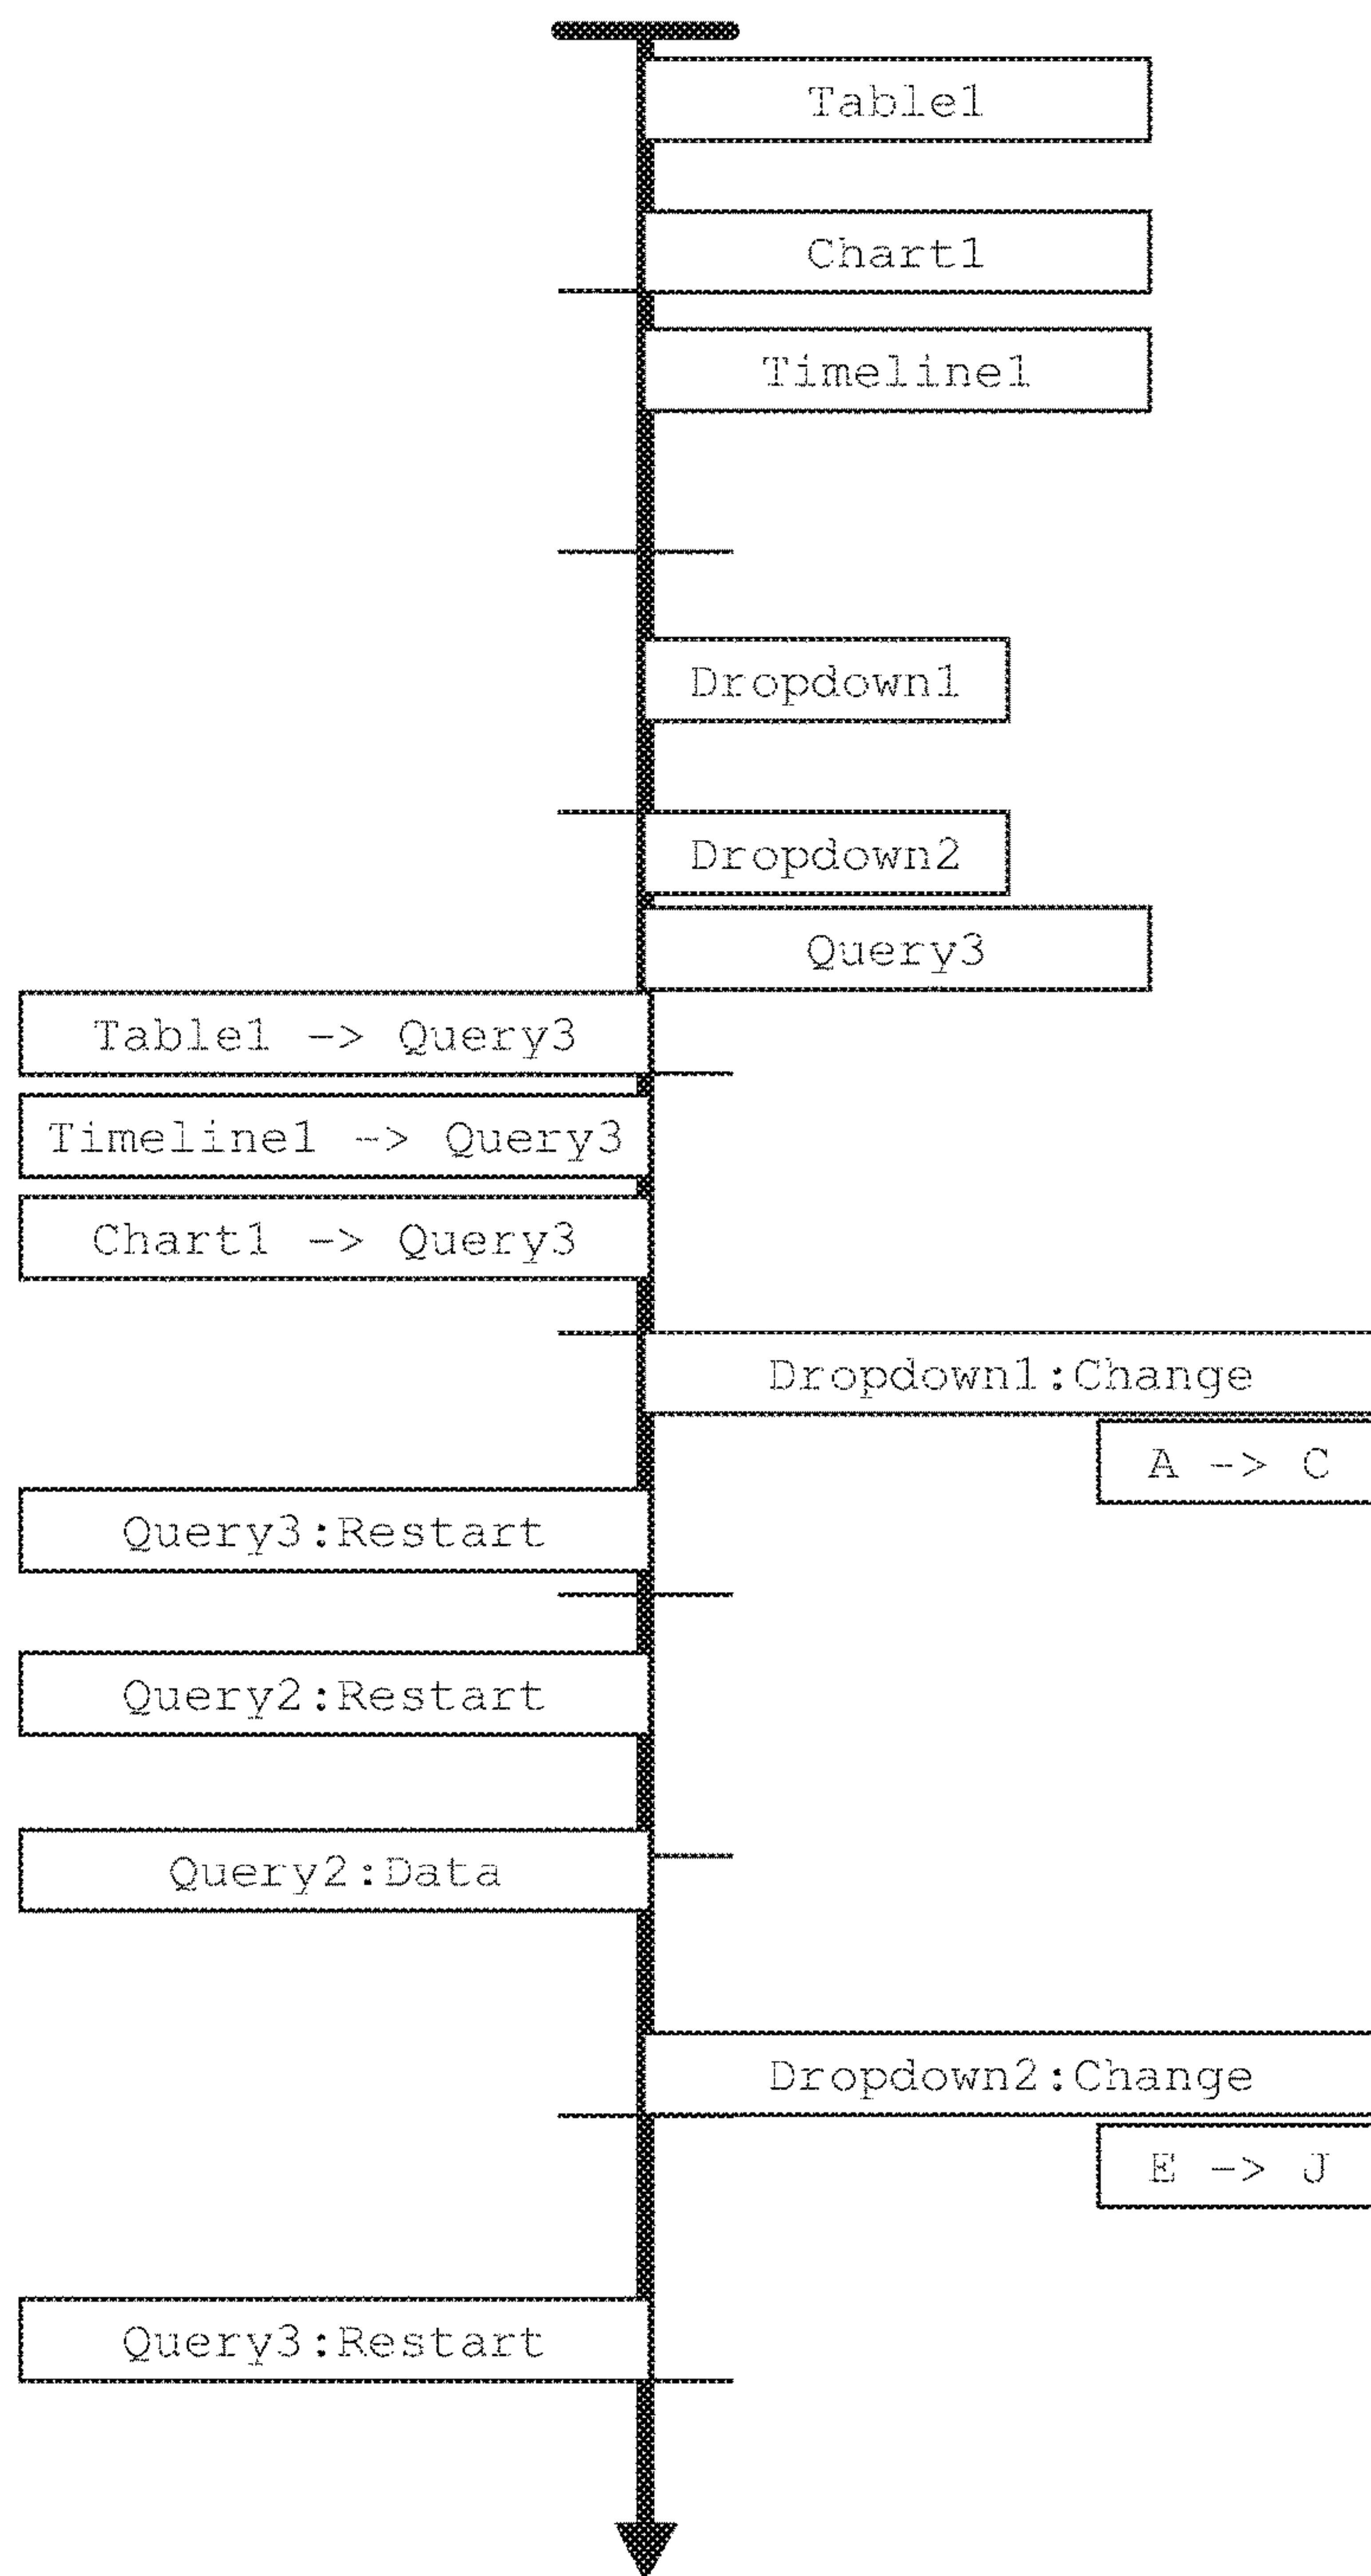 Table1
Chart1
Timeline1
Dropdown1
Dropdown2
Query3
Table1 -> Query3
Timeline1 -> Query3
Chart1 -> Query3
Dropdown1:Change
A -> C
Query3:Restart
Query2:Restart
Query2:Data
Dropdown2:Change
E -> J
Query3:Restart